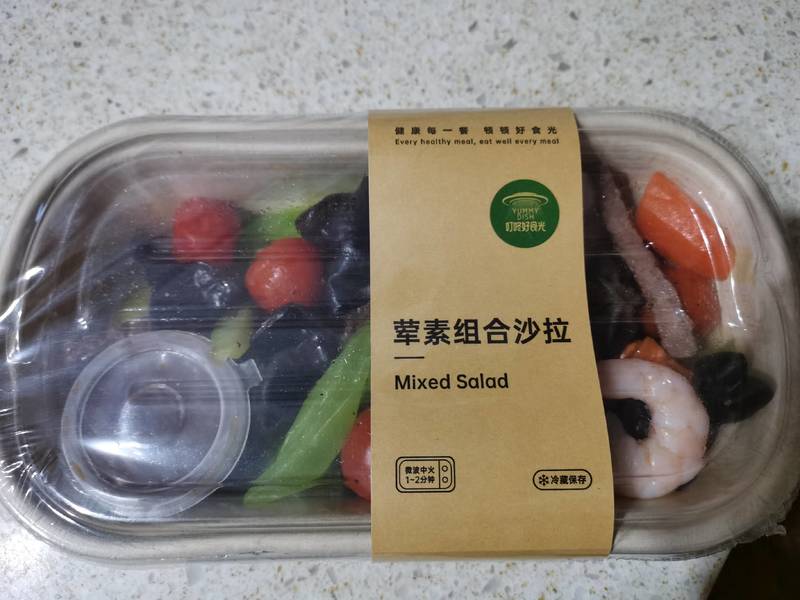 健康每一餐 顿顿好食光
Every healthy meal, eat well every meal
YUMMY
DISH
叮咚好食光
荤素组合沙拉
Mixed Salad
微波中火
1~2分钟
冷藏保存